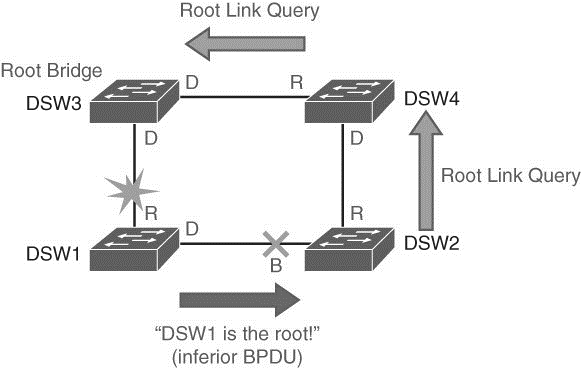 Root Link Query
Root Bridge
DSW3
D
R
DSW4
D
D
Root Link Query
R
R
DSW1
D
DSW2
B
“DSW1 is the root!”
(inferior BPDU)